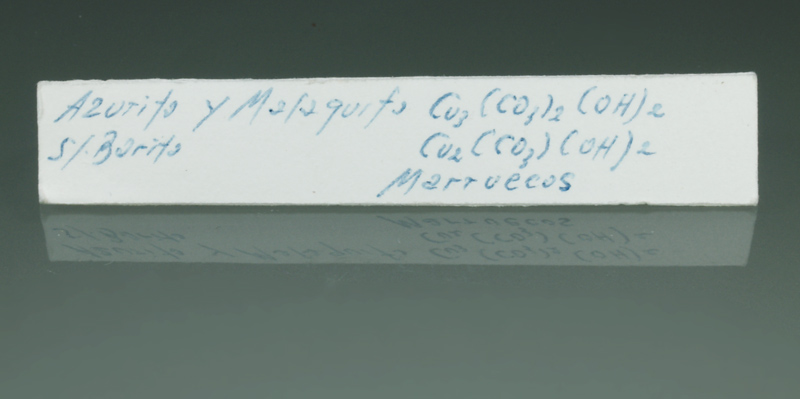 Azurita y Malaquita Cu₃(CO₃)₂(OH)₂
s/.Barita Cu₂(CO₃)(OH)₂
Marruecos